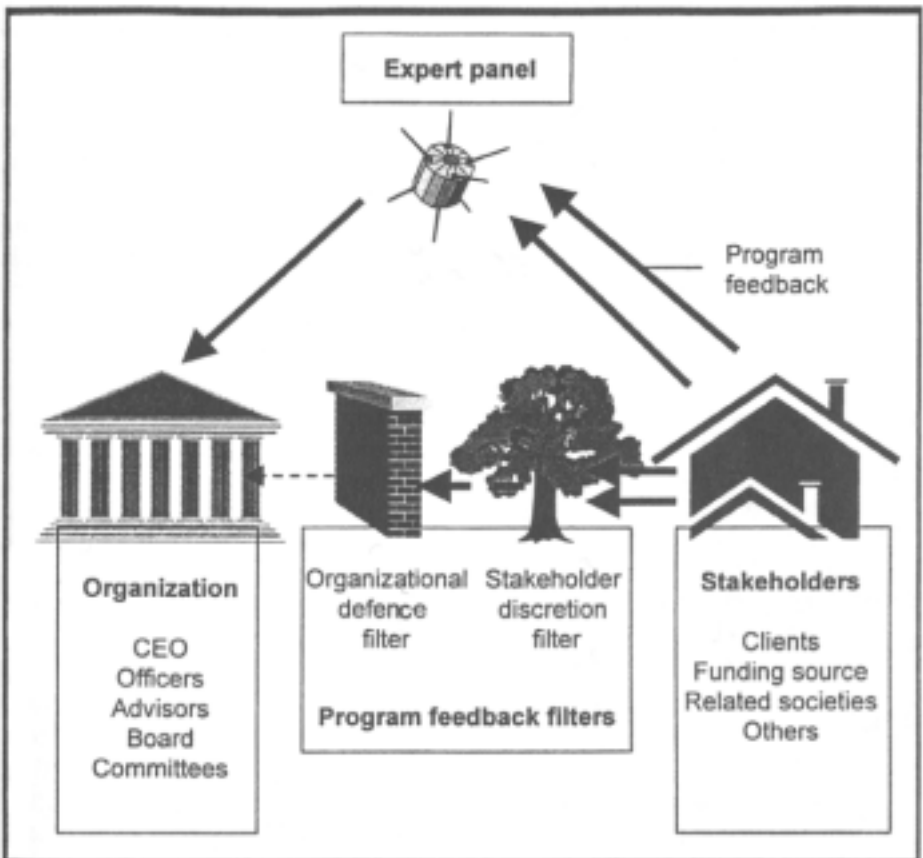 Expert panel
Program
feedback
Organization
CEO
Officers
Advisors
Board
Committees
Organizational
defence
filter
Stakeholder
discretion
filter
Program feedback filters
Stakeholders
Clients
Funding source
Related societies
Others